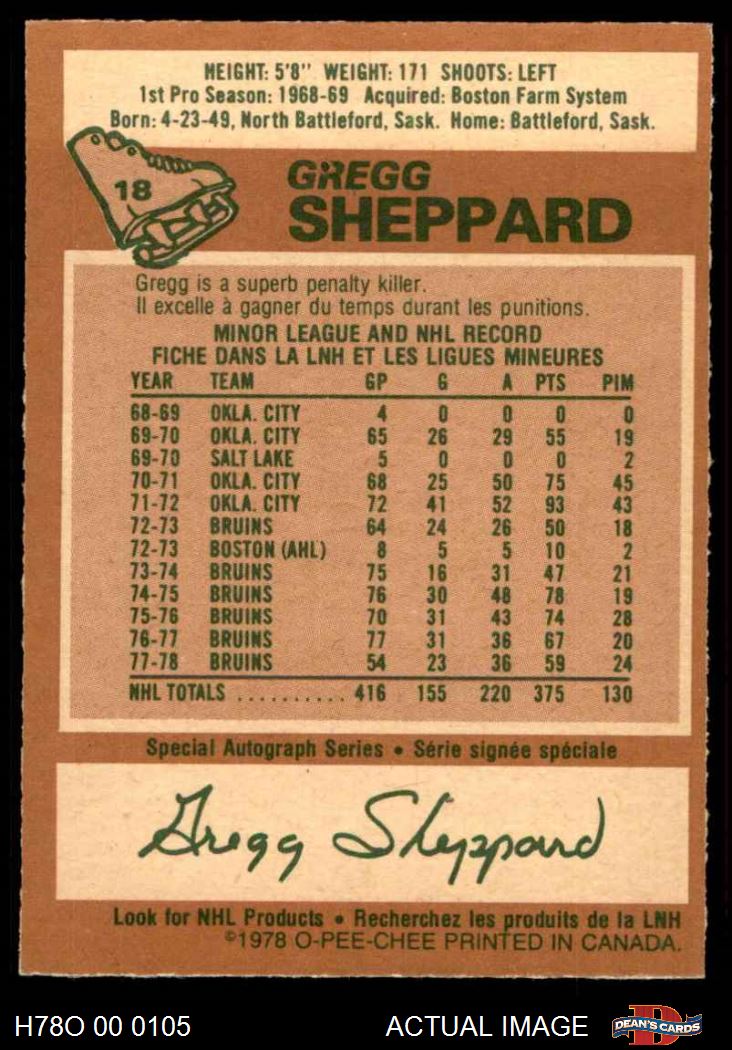 HEIGHT: 5'8" WEIGHT: 171 SHOOTS: LEFT
1st Pro Season: 1968-69 Acquired: Boston Farm System
Born: 4-23-49, North Battleford, Sask. Home: Battleford, Sask.
18
GREGG
SHEPPARD
Gregg is a superb penalty killer.
Il excelle à gagner du temps durant les punitions.
MINOR LEAGUE AND NHL RECORD
FICHE DANS LA LNH ET LES LIGUES MINEURES
YEAR TEAM GP G A PTS PIM
68-69 OKLA. CITY 4 0 0 0 0
69-70 OKLA. CITY 65 26 29 55 19
69-70 SALT LAKE 5 0 0 0 2
70-71 OKLA. CITY 68 25 50 75 45
71-72 OKLA. CITY 72 41 52 93 43
72-73 BRUINS 64 24 26 50 18
72-73 BOSTON (AHL) 8 5 5 10 2
73-74 BRUINS 75 16 31 47 21
74-75 BRUINS 76 30 48 78 19
75-76 BRUINS 70 31 43 74 28
76-77 BRUINS 77 31 36 67 20
77-78 BRUINS 54 23 36 59 24
NHL TOTALS .......... 416 155 220 375 130
Special Autograph Series • Série signée spéciale
Gregg Sheppard
Look for NHL Products • Recherchez les produits de la LNH
©1978 O-PEE-CHEE PRINTED IN CANADA.
H78O 00 0105 ACTUAL IMAGE D DEAN'S CARDS